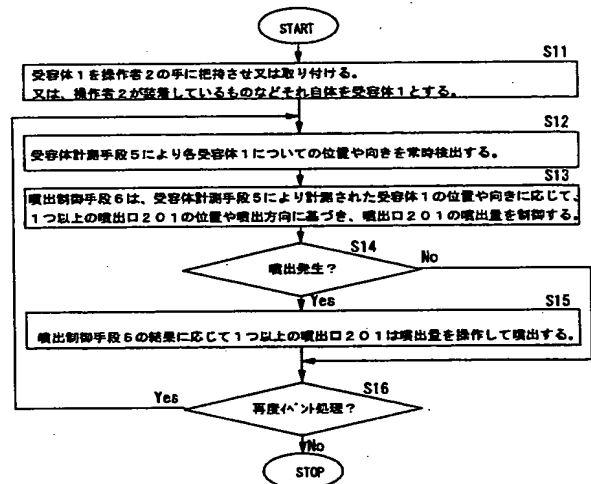 START
S11
受容体1を操作者2の手に把持させ又は取り付ける。
又は、操作者2が装着しているものなどそれ自体を受容体1とする。
S12
受容体計測手段5により各受容体1についての位置や向きを常時検出する。
S13
噴出制御手段6は、受容体計測手段5により計測された受容体1の位置や向きに応じて、
1つ以上の噴出口201の位置や噴出方向に基づき、噴出口201の噴出量を制御する。
S14
噴出発生?
No
Yes
S15
噴出制御手段6の結果に応じて1つ以上の噴出口201は噴出量を操作して噴出する。
S16
Yes
再度イベント処理?
No
STOP